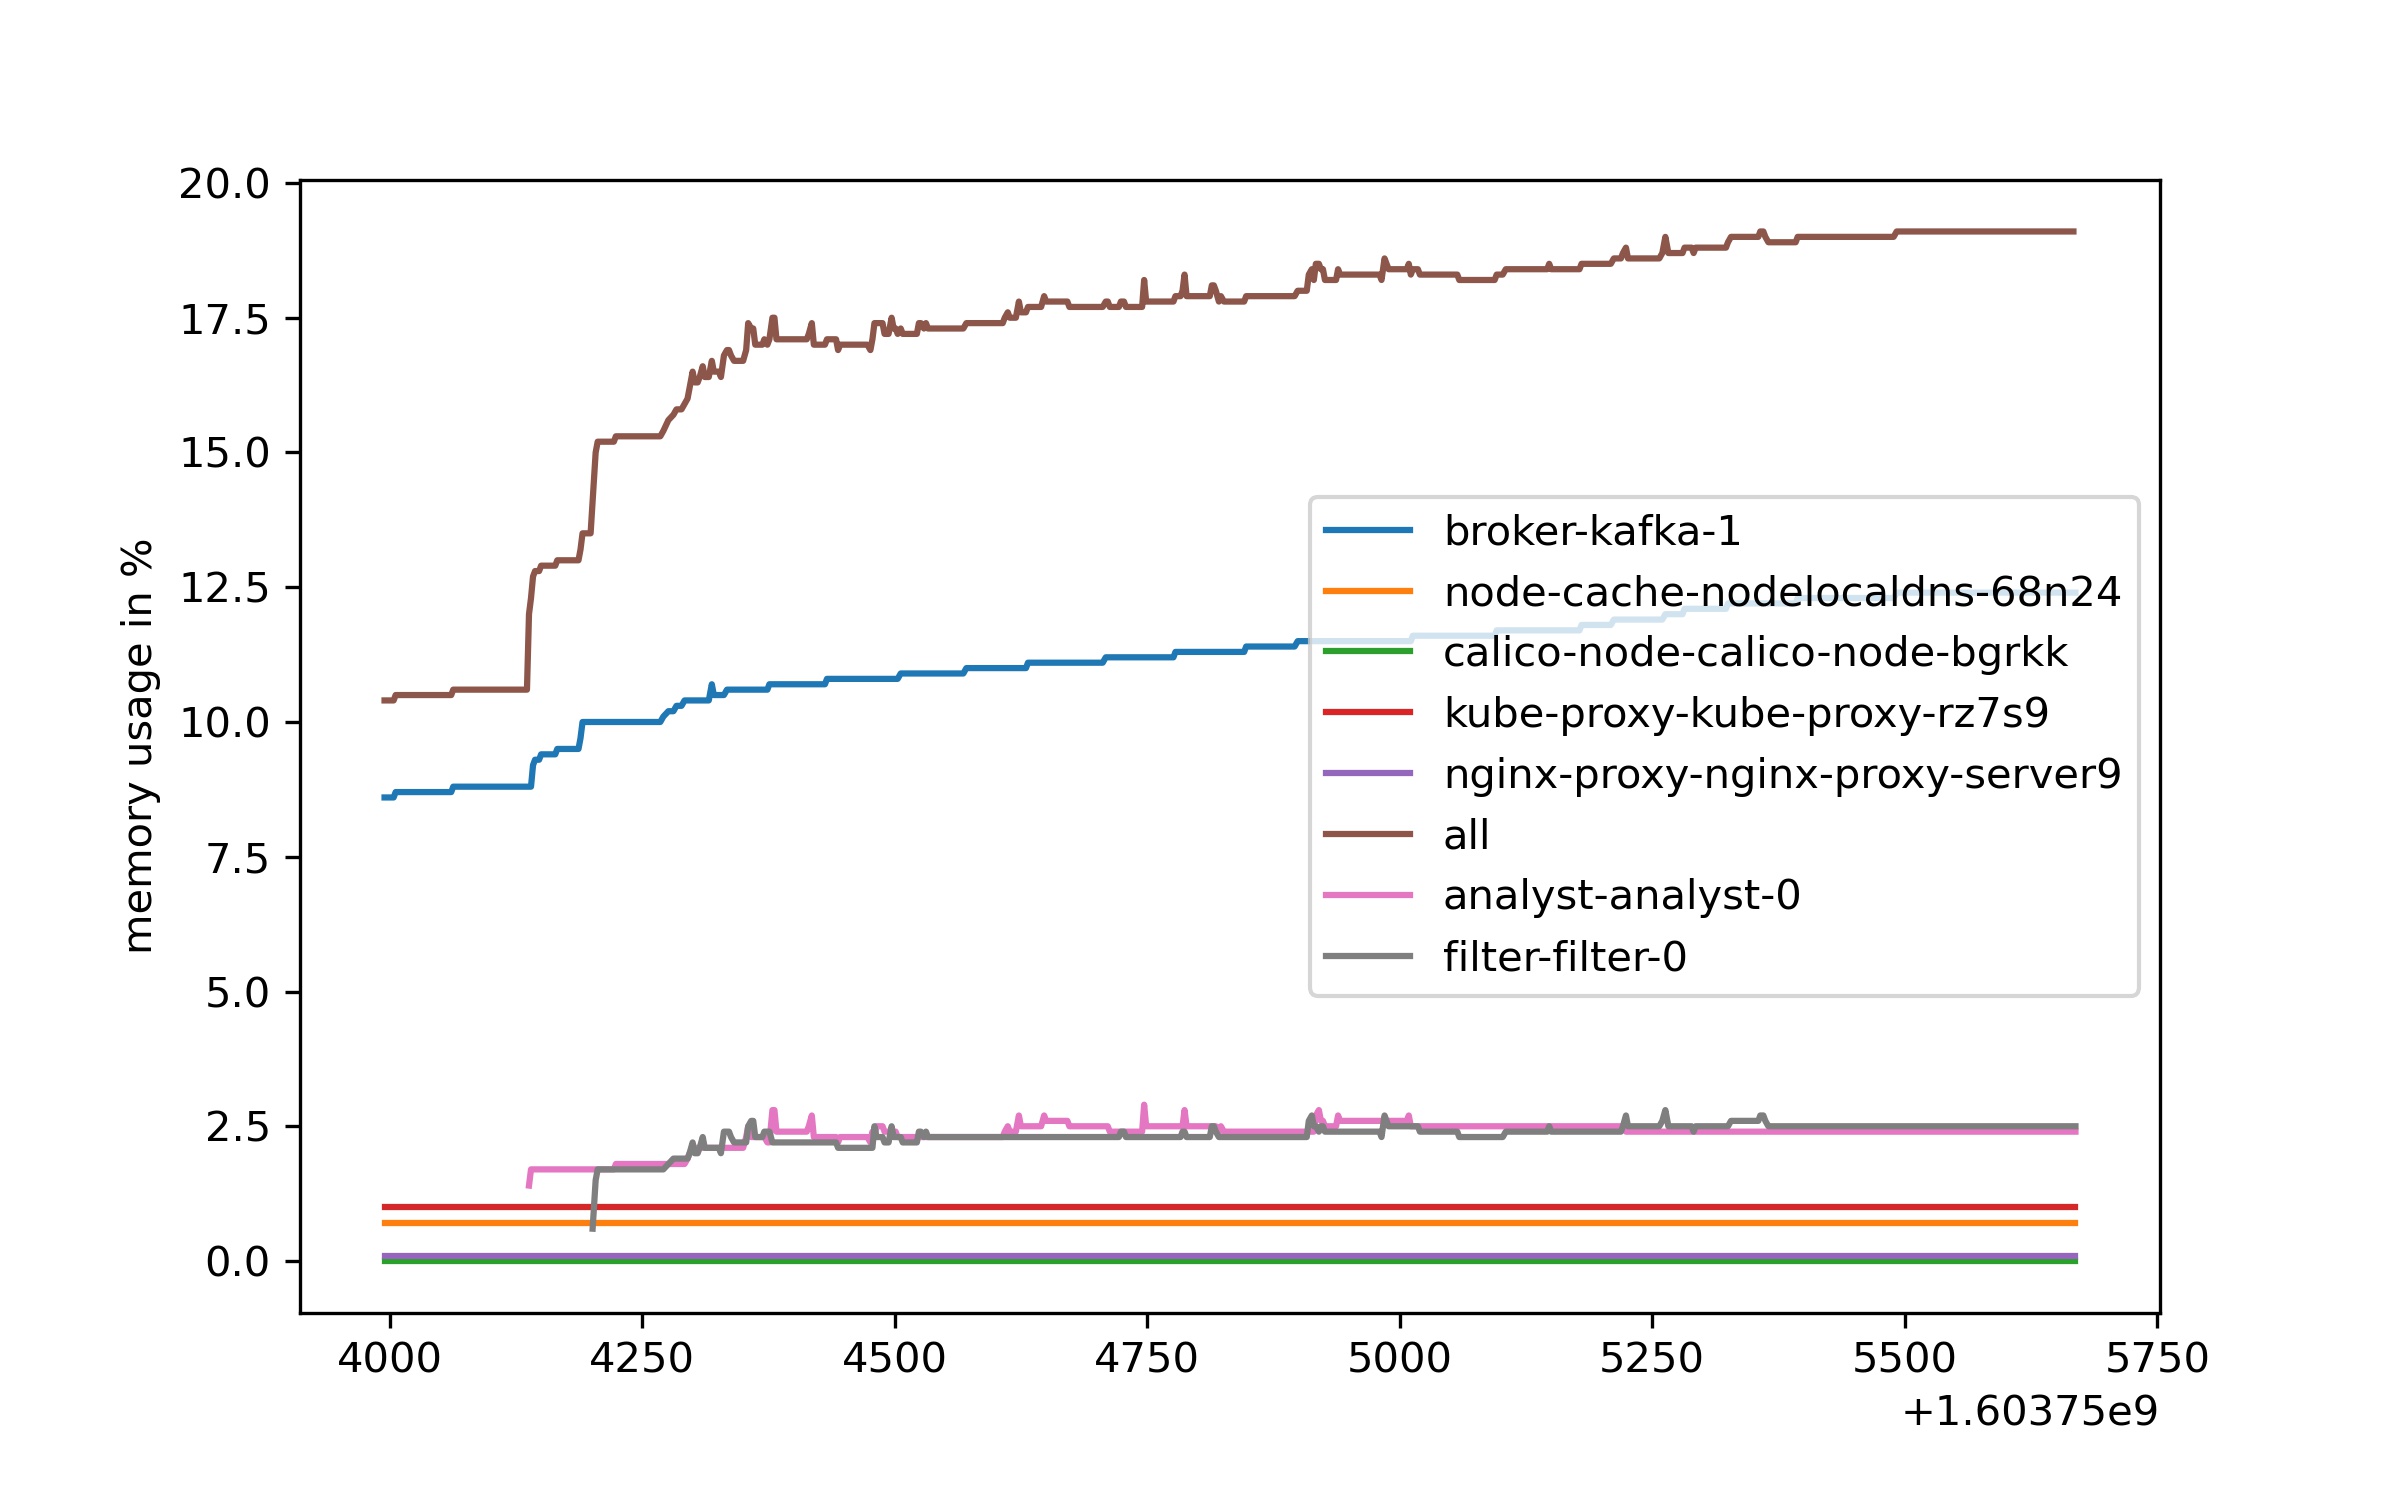 memory usage in %
20.0
17.5
15.0
12.5
10.0
7.5
5.0
2.5
0.0
broker-kafka-1
node-cache-nodelocaldns-68n24
calico-node-calico-node-bgrkk
kube-proxy-kube-proxy-rz7s9
nginx-proxy-nginx-proxy-server9
all
analyst-analyst-0
filter-filter-0
4000 4250 4500 4750 5000 5250 5500 5750
+1.60375e9